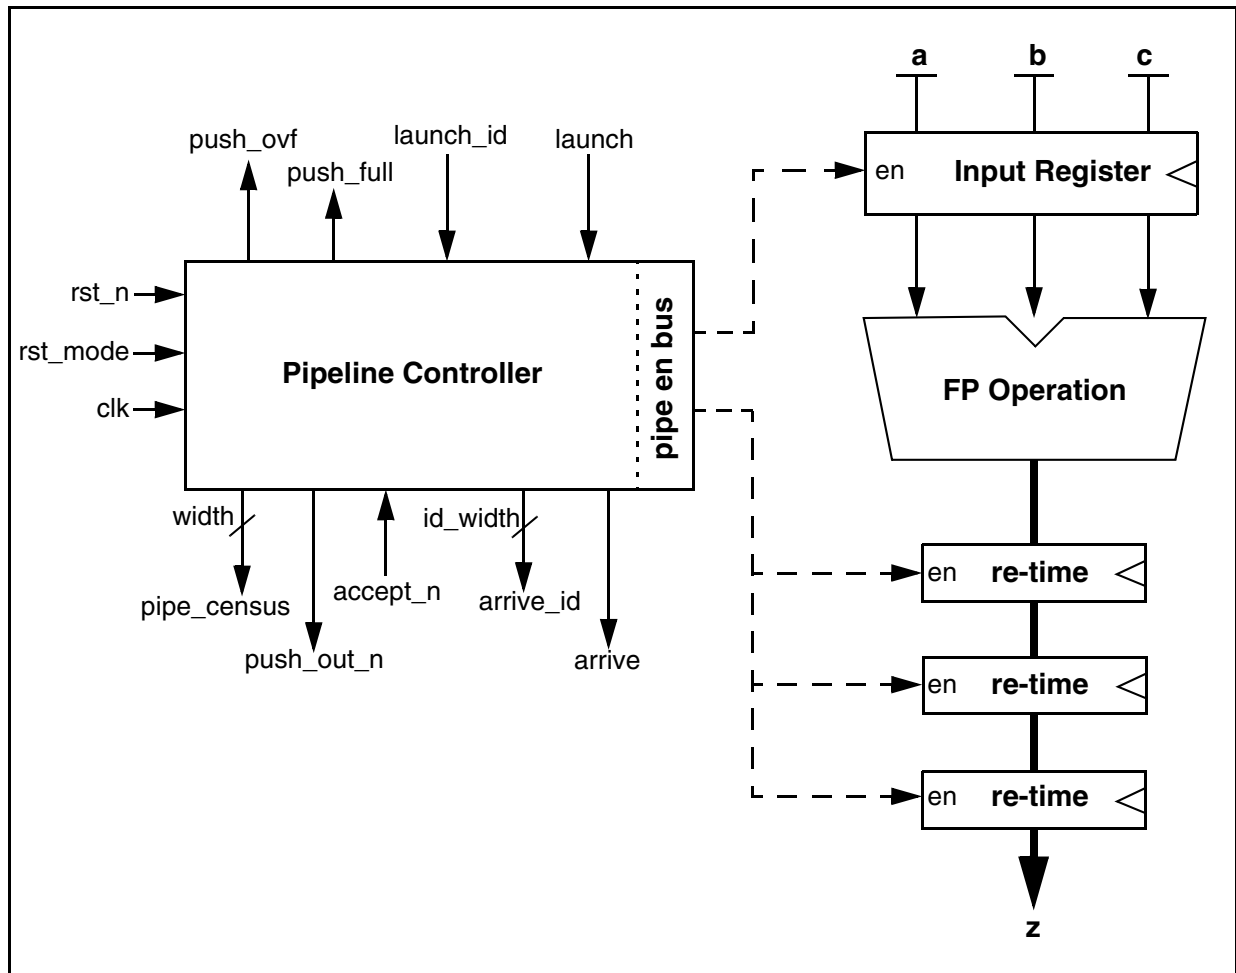 a b c
push_ovf
push_full
launch_id
launch
en Input Register
rst_n
rst_mode
clk
Pipeline Controller
pipe en bus
FP Operation
width
id_width
pipe_census
push_out_n
accept_n
arrive_id
arrive
en re-time
en re-time
en re-time
z